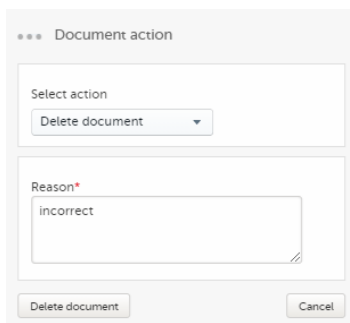 Document action
Select action
Delete document
Reason*
incorrect
Delete document
Cancel